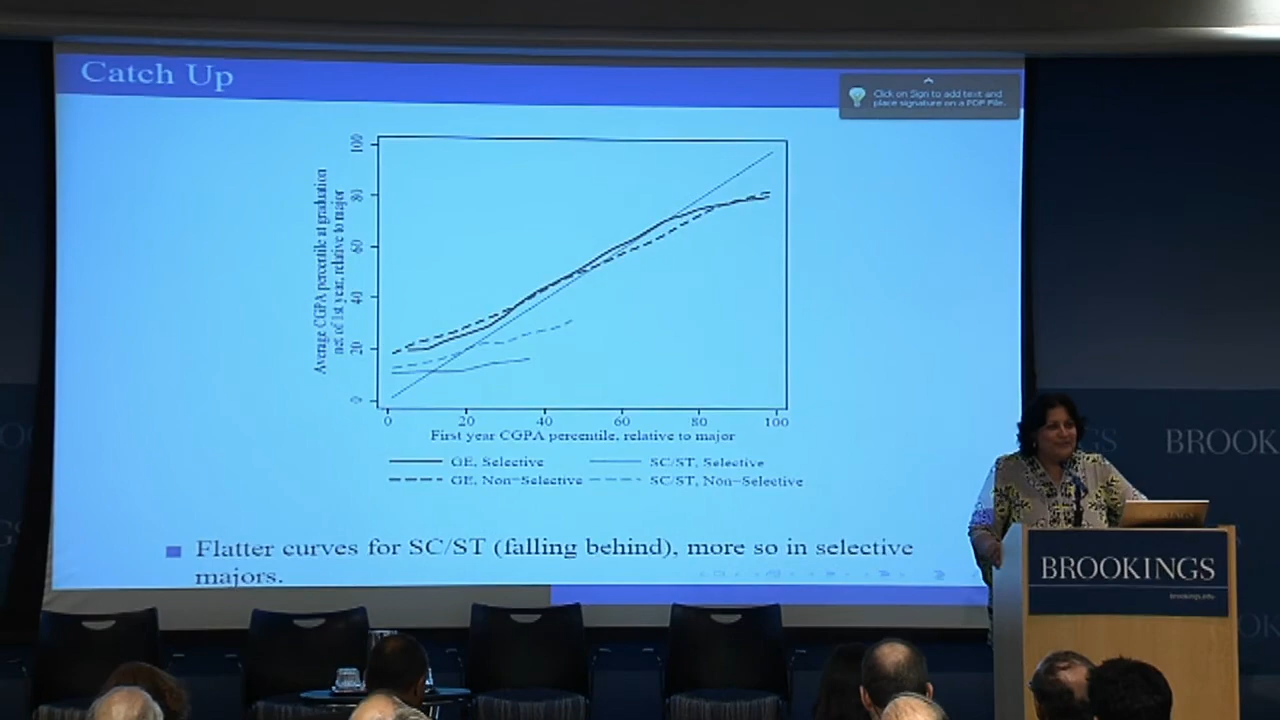 Catch Up
Click on Sign to add text and
place signature on a PDF File.
Average CGPA percentile at graduation
net of 1st year, relative to major
100
80
60
40
20
0
0 20 40 60 80 100
First year CGPA percentile, relative to major
GE, Selective SC/ST, Selective
GE, Non-Selective SC/ST, Non-Selective
Flatter curves for SC/ST (falling behind), more so in selective
majors.
GS
BROOK
BROOKINGS
brookings.edu